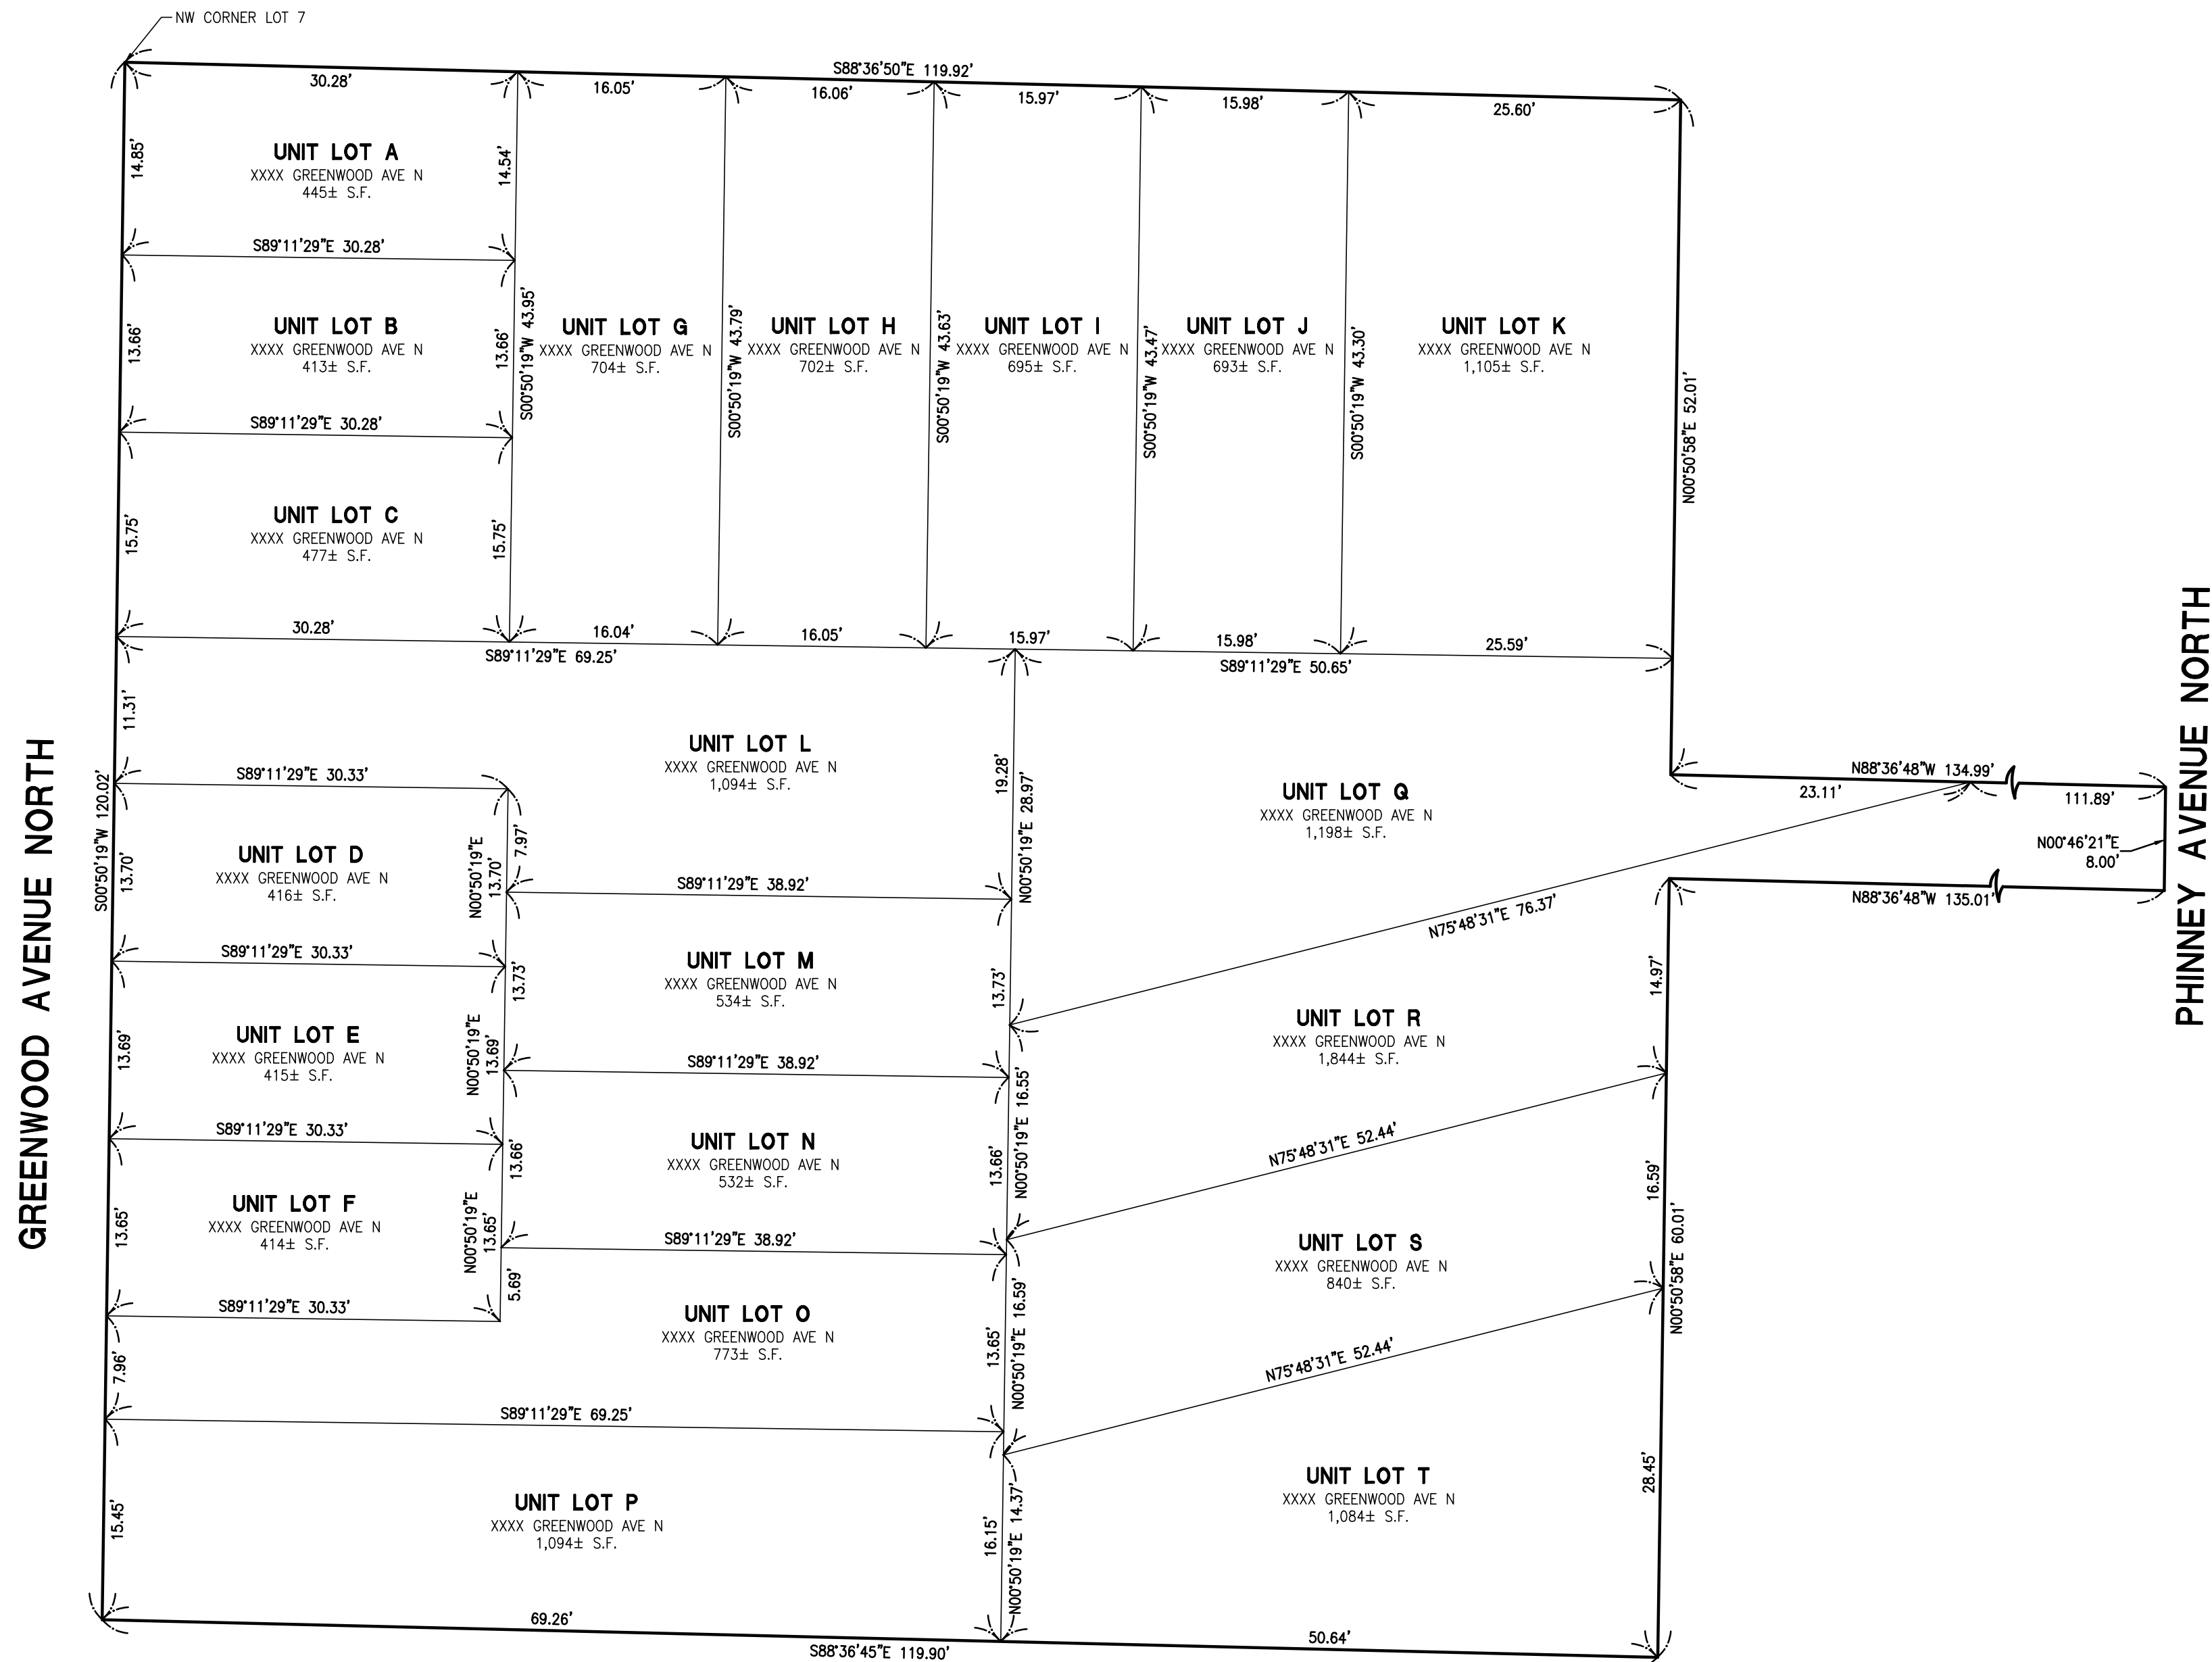 NW CORNER LOT 7
S88°36'50"E 119.92'
30.28'
16.05'
16.06'
15.97'
15.98'
25.60'
14.85'
UNIT LOT A
XXXX GREENWOOD AVE N
445± S.F.
14.54'
S89°11'29"E 30.28'
13.66'
UNIT LOT B
XXXX GREENWOOD AVE N
413± S.F.
13.66'
S00°50'19"W 43.95'
UNIT LOT G
XXXX GREENWOOD AVE N
704± S.F.
S00°50'19"W 43.79'
UNIT LOT H
XXXX GREENWOOD AVE N
702± S.F.
S00°50'19"W 43.63'
UNIT LOT I
XXXX GREENWOOD AVE N
695± S.F.
S00°50'19"W 43.47'
UNIT LOT J
XXXX GREENWOOD AVE N
693± S.F.
S00°50'19"W 43.30'
UNIT LOT K
XXXX GREENWOOD AVE N
1,105± S.F.
N00°50'58"E 52.01'
S89°11'29"E 30.28'
15.75'
UNIT LOT C
XXXX GREENWOOD AVE N
477± S.F.
15.75'
30.28'
16.04'
16.05'
15.97'
15.98'
25.59'
S89°11'29"E 69.25'
S89°11'29"E 50.65'
11.31'
UNIT LOT L
XXXX GREENWOOD AVE N
1,094± S.F.
19.28'
N00°50'19"E 28.97'
UNIT LOT Q
XXXX GREENWOOD AVE N
1,198± S.F.
N88°36'48"W 134.99'
23.11'
111.89'
N00°46'21"E
8.00'
N88°36'48"W 135.01'
PHINNEY AVENUE NORTH
GREENWOOD AVENUE NORTH
S00°50'19"W 120.02'
S89°11'29"E 30.33'
13.70'
UNIT LOT D
XXXX GREENWOOD AVE N
416± S.F.
N00°50'19"E
13.70'
7.97'
S89°11'29"E 38.92'
N75°48'31"E 76.37'
S89°11'29"E 30.33'
13.73'
UNIT LOT M
XXXX GREENWOOD AVE N
534± S.F.
13.73'
14.97'
13.69'
UNIT LOT E
XXXX GREENWOOD AVE N
415± S.F.
N00°50'19"E
13.69'
S89°11'29"E 38.92'
UNIT LOT R
XXXX GREENWOOD AVE N
1,844± S.F.
N00°50'19"E 16.55'
S89°11'29"E 30.33'
13.66'
UNIT LOT N
XXXX GREENWOOD AVE N
532± S.F.
13.66'
N75°48'31"E 52.44'
16.59'
13.65'
UNIT LOT F
XXXX GREENWOOD AVE N
414± S.F.
N00°50'19"E
13.65'
S89°11'29"E 38.92'
UNIT LOT S
XXXX GREENWOOD AVE N
840± S.F.
N00°50'58"E 60.01'
5.69'
S89°11'29"E 30.33'
UNIT LOT O
XXXX GREENWOOD AVE N
773± S.F.
13.65'
N00°50'19"E 16.59'
N75°48'31"E 52.44'
7.96'
S89°11'29"E 69.25'
15.45'
UNIT LOT P
XXXX GREENWOOD AVE N
1,094± S.F.
16.15'
N00°50'19"E 14.37'
UNIT LOT T
XXXX GREENWOOD AVE N
1,084± S.F.
28.45'
69.26'
50.64'
S88°36'45"E 119.90'